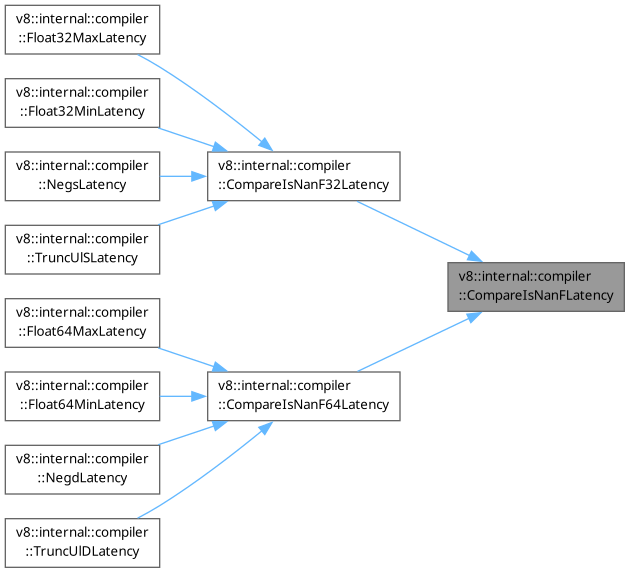 v8::internal::compiler
::Float32MaxLatency
v8::internal::compiler
::Float32MinLatency
v8::internal::compiler
::NegsLatency
v8::internal::compiler
::TruncUlSLatency
v8::internal::compiler
::Float64MaxLatency
v8::internal::compiler
::Float64MinLatency
v8::internal::compiler
::NegdLatency
v8::internal::compiler
::TruncUlDLatency
v8::internal::compiler
::CompareIsNanF32Latency
v8::internal::compiler
::CompareIsNanF64Latency
v8::internal::compiler
::CompareIsNanFLatency